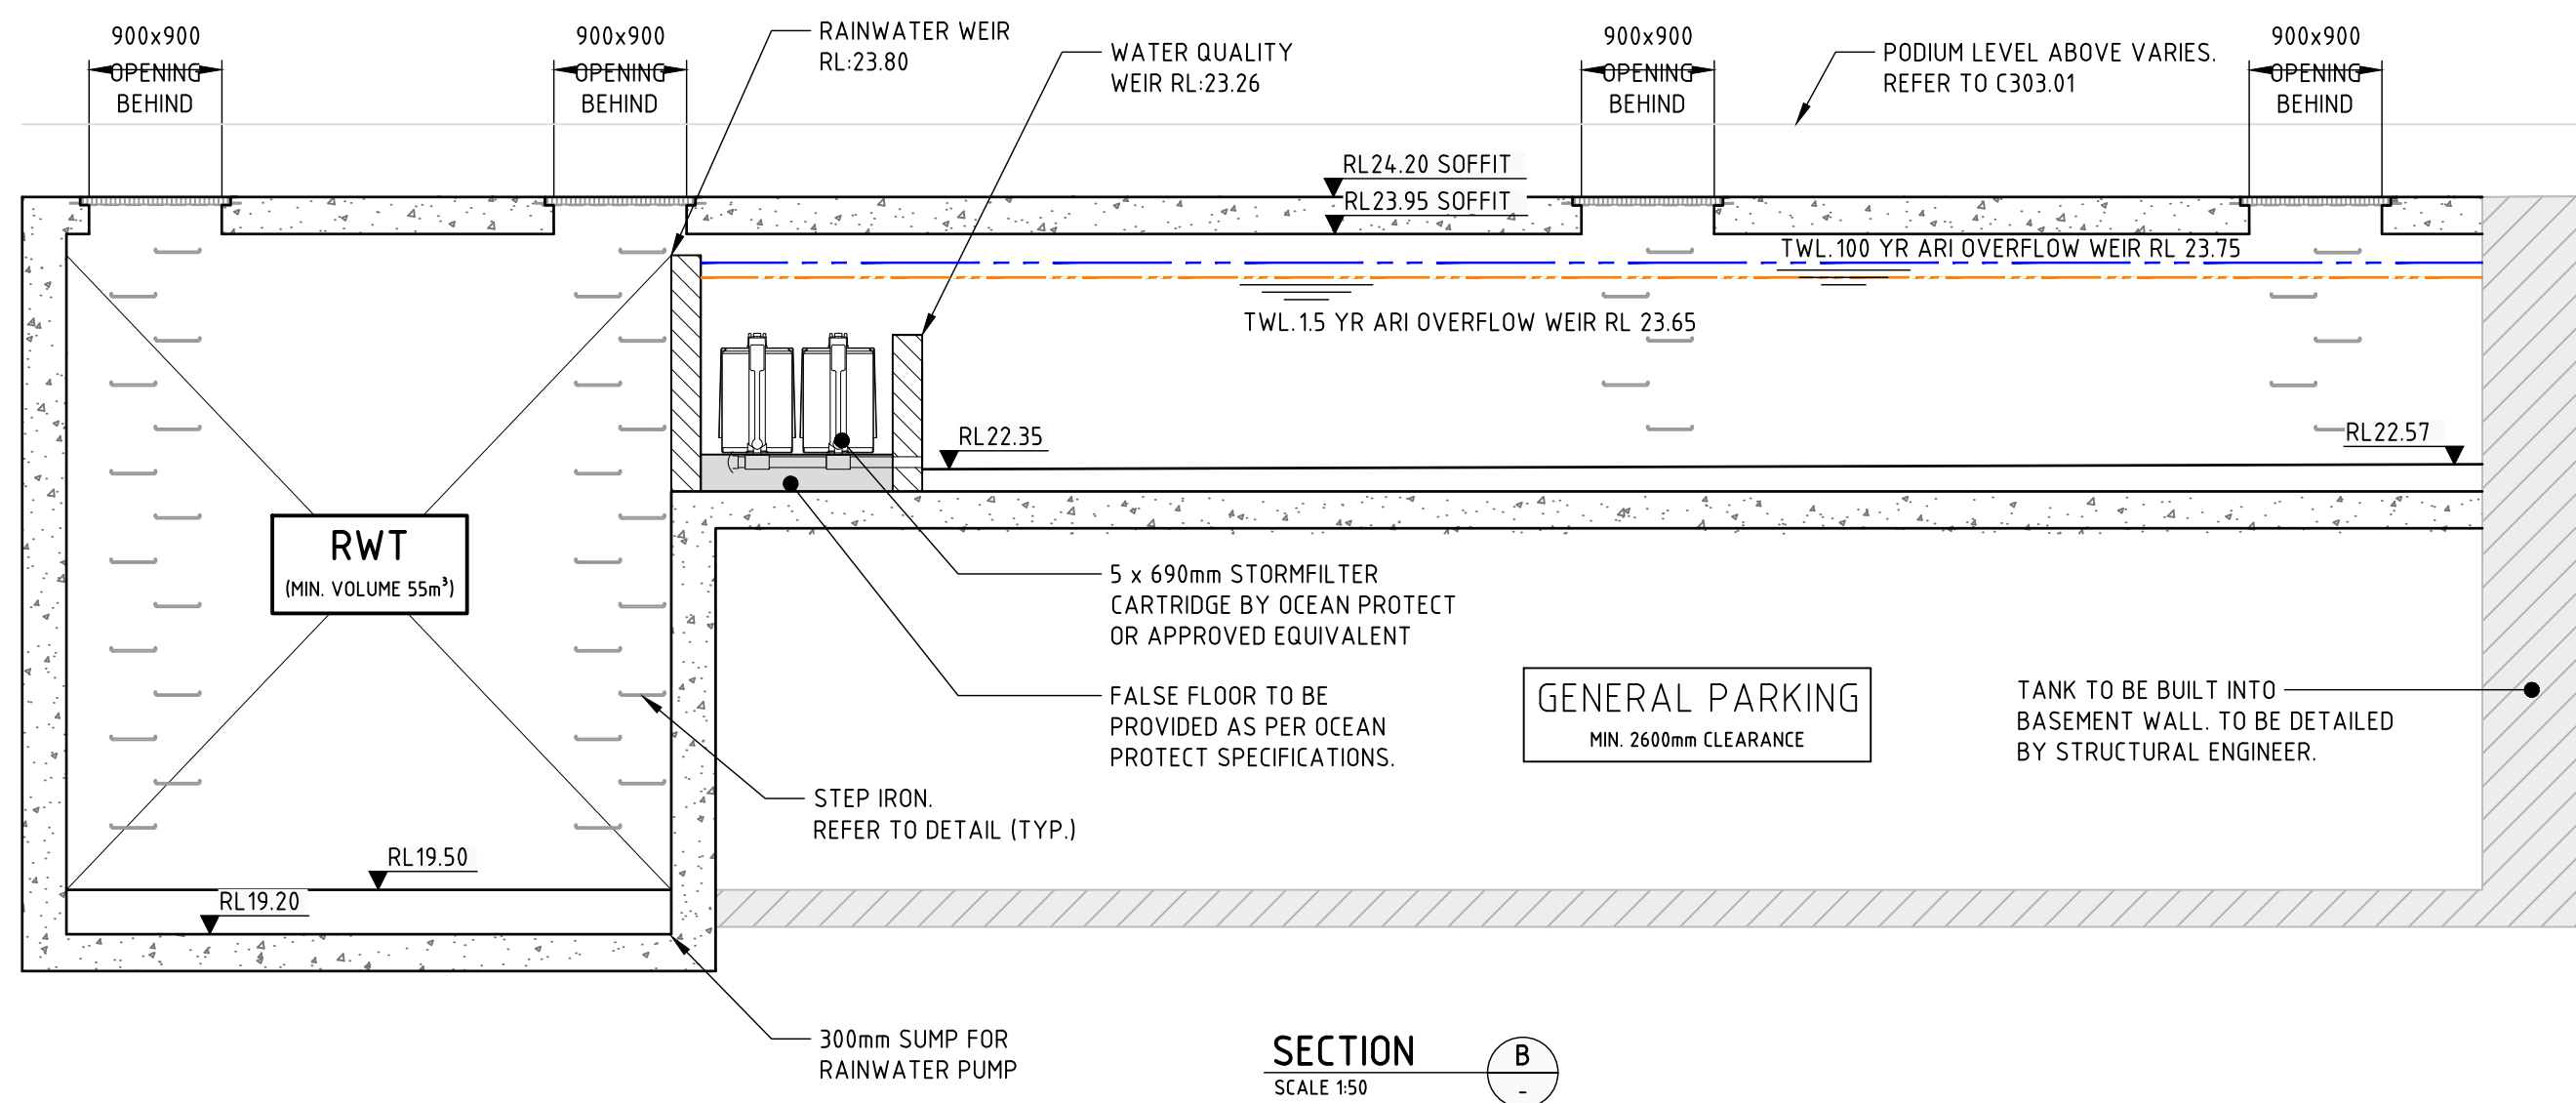 900x900
OPENING
BEHIND
900x900
OPENING
BEHIND
RAINWATER WEIR
RL:23.80
WATER QUALITY
WEIR RL:23.26
900x900
OPENING
BEHIND
PODIUM LEVEL ABOVE VARIES.
REFER TO C303.01
900x900
OPENING
BEHIND
RL24.20 SOFFIT
RL23.95 SOFFIT
TWL.100 YR ARI OVERFLOW WEIR RL 23.75
TWL.1.5 YR ARI OVERFLOW WEIR RL 23.65
RL22.35
RL22.57
RWT
(MIN. VOLUME 55m³)
5 x 690mm STORMFILTER
CARTRIDGE BY OCEAN PROTECT
OR APPROVED EQUIVALENT
FALSE FLOOR TO BE
PROVIDED AS PER OCEAN
PROTECT SPECIFICATIONS.
GENERAL PARKING
MIN. 2600mm CLEARANCE
TANK TO BE BUILT INTO
BASEMENT WALL. TO BE DETAILED
BY STRUCTURAL ENGINEER.
STEP IRON.
REFER TO DETAIL (TYP.)
RL19.50
RL19.20
300mm SUMP FOR
RAINWATER PUMP
SECTION
SCALE 1:50
B
-